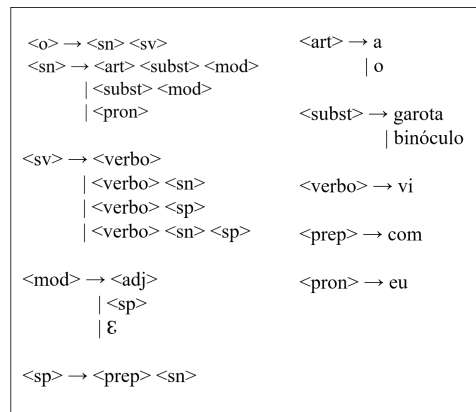 <o> → <sn> <sv>
<sn> → <art> <subst> <mod>
| <subst> <mod>
| <pron>
<sv> → <verbo>
| <verbo> <sn>
| <verbo> <sp>
| <verbo> <sn> <sp>
<mod> → <adj>
| <sp>
| ε
<sp> → <prep> <sn>
<art> → a
| o
<subst> → garota
| binóculo
<verbo> → vi
<prep> → com
<pron> → eu